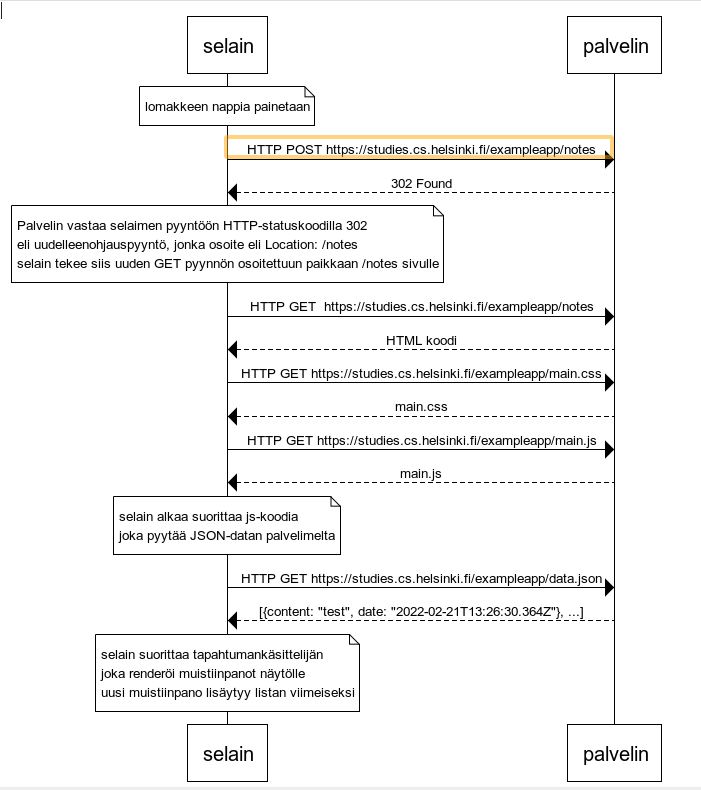 selain
palvelin
lomakkeen nappia painetaan
HTTP POST https://studies.cs.helsinki.fi/exampleapp/notes
302 Found
Palvelin vastaa selaimen pyyntöön HTTP-statuskoodilla 302
eli uudelleenohjauspyyntö, jonka osoite eli Location: /notes
selain tekee siis uuden GET pyynnön osoitettuun paikkaan /notes sivulle
HTTP GET  https://studies.cs.helsinki.fi/exampleapp/notes
HTML koodi
HTTP GET https://studies.cs.helsinki.fi/exampleapp/main.css
main.css
HTTP GET https://studies.cs.helsinki.fi/exampleapp/main.js
main.js
selain alkaa suorittaa js-koodia
joka pyytää JSON-datan palvelimelta
HTTP GET https://studies.cs.helsinki.fi/exampleapp/data.json
[{content: "test", date: "2022-02-21T13:26:30.364Z"}, ...]
selain suorittaa tapahtumankäsittelijän
joka renderöi muistiinpanot näytölle
uusi muistiinpano lisäytyy listan viimeiseksi
selain
palvelin